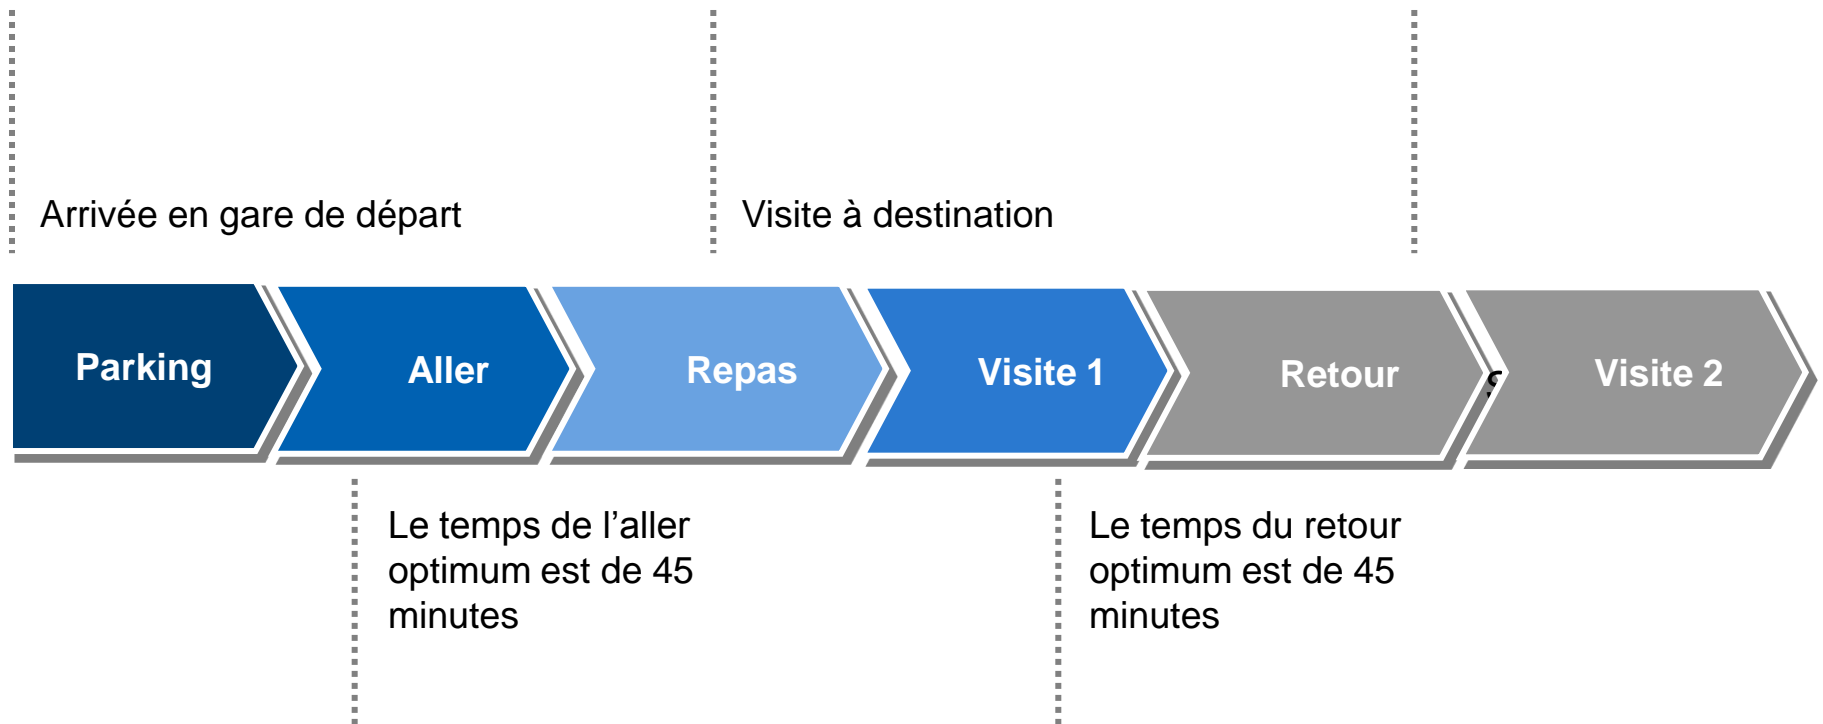 Arrivée en gare de départ
Visite à destination
Parking
Aller
Repas
Visite 1
Retour
Visite 2
Le temps de l’aller
optimum est de 45
minutes
Le temps du retour
optimum est de 45
minutes